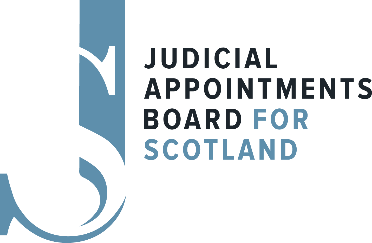 JUDICIAL
APPOINTMENTS
BOARD FOR
SCOTLAND